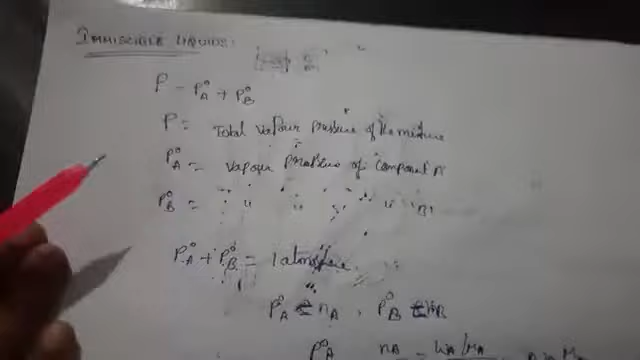 IMMISCIBLE LIQUIDS:
P = P°A + P°B
P = Total vapour pressure of the mixture
P°A = vapour pressure of component A
P°B = " " " " " B'
P°A + P°B = 1 atmosphere
P°A nA, P°B nB
P°A nA = WA/MA